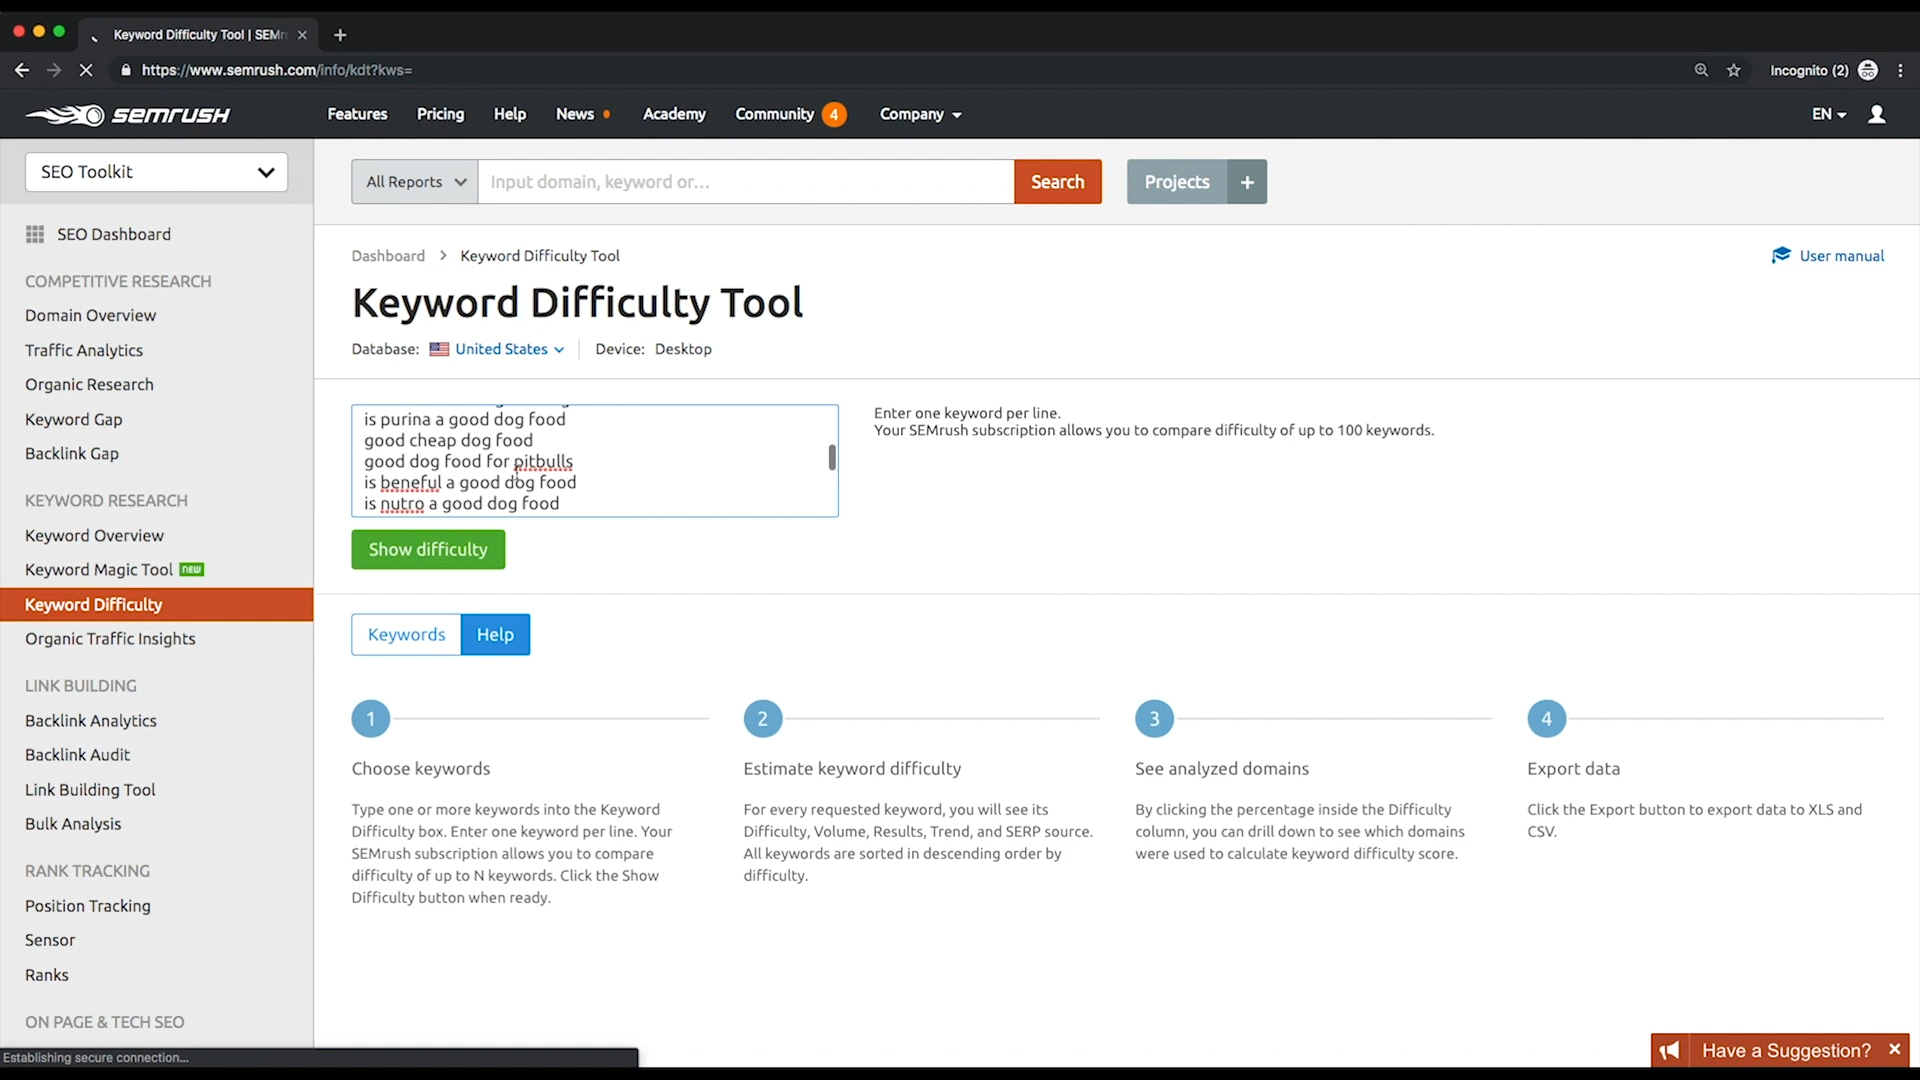 Keyword Difficulty Tool | SEMr
https://www.semrush.com/info/kdt?kws=
Incognito (2)
SEMRUSH
Features
Pricing
Help
News
Academy
Community
4
Company
EN
SEO Toolkit
All Reports
Input domain, keyword or...
Search
Projects
+
SEO Dashboard
COMPETITIVE RESEARCH
Domain Overview
Traffic Analytics
Organic Research
Keyword Gap
Backlink Gap
KEYWORD RESEARCH
Keyword Overview
Keyword Magic Tool new
Keyword Difficulty
Organic Traffic Insights
LINK BUILDING
Backlink Analytics
Backlink Audit
Link Building Tool
Bulk Analysis
RANK TRACKING
Position Tracking
Sensor
Ranks
ON PAGE & TECH SEO
Establishing secure connection...
Dashboard > Keyword Difficulty Tool
User manual
Keyword Difficulty Tool
Database: United States
Device: Desktop
is purina a good dog food
good cheap dog food
good dog food for pitbulls
is beneful a good dog food
is nutro a good dog food
Enter one keyword per line.
Your SEMrush subscription allows you to compare difficulty of up to 100 keywords.
Show difficulty
Keywords
Help
1
Choose keywords
Type one or more keywords into the Keyword
Difficulty box. Enter one keyword per line. Your
SEMrush subscription allows you to compare
difficulty of up to N keywords. Click the Show
Difficulty button when ready.
2
Estimate keyword difficulty
For every requested keyword, you will see its
Difficulty, Volume, Results, Trend, and SERP source.
All keywords are sorted in descending order by
difficulty.
3
See analyzed domains
By clicking the percentage inside the Difficulty
column, you can drill down to see which domains
were used to calculate keyword difficulty score.
4
Export data
Click the Export button to export data to XLS and
CSV.
Have a Suggestion?